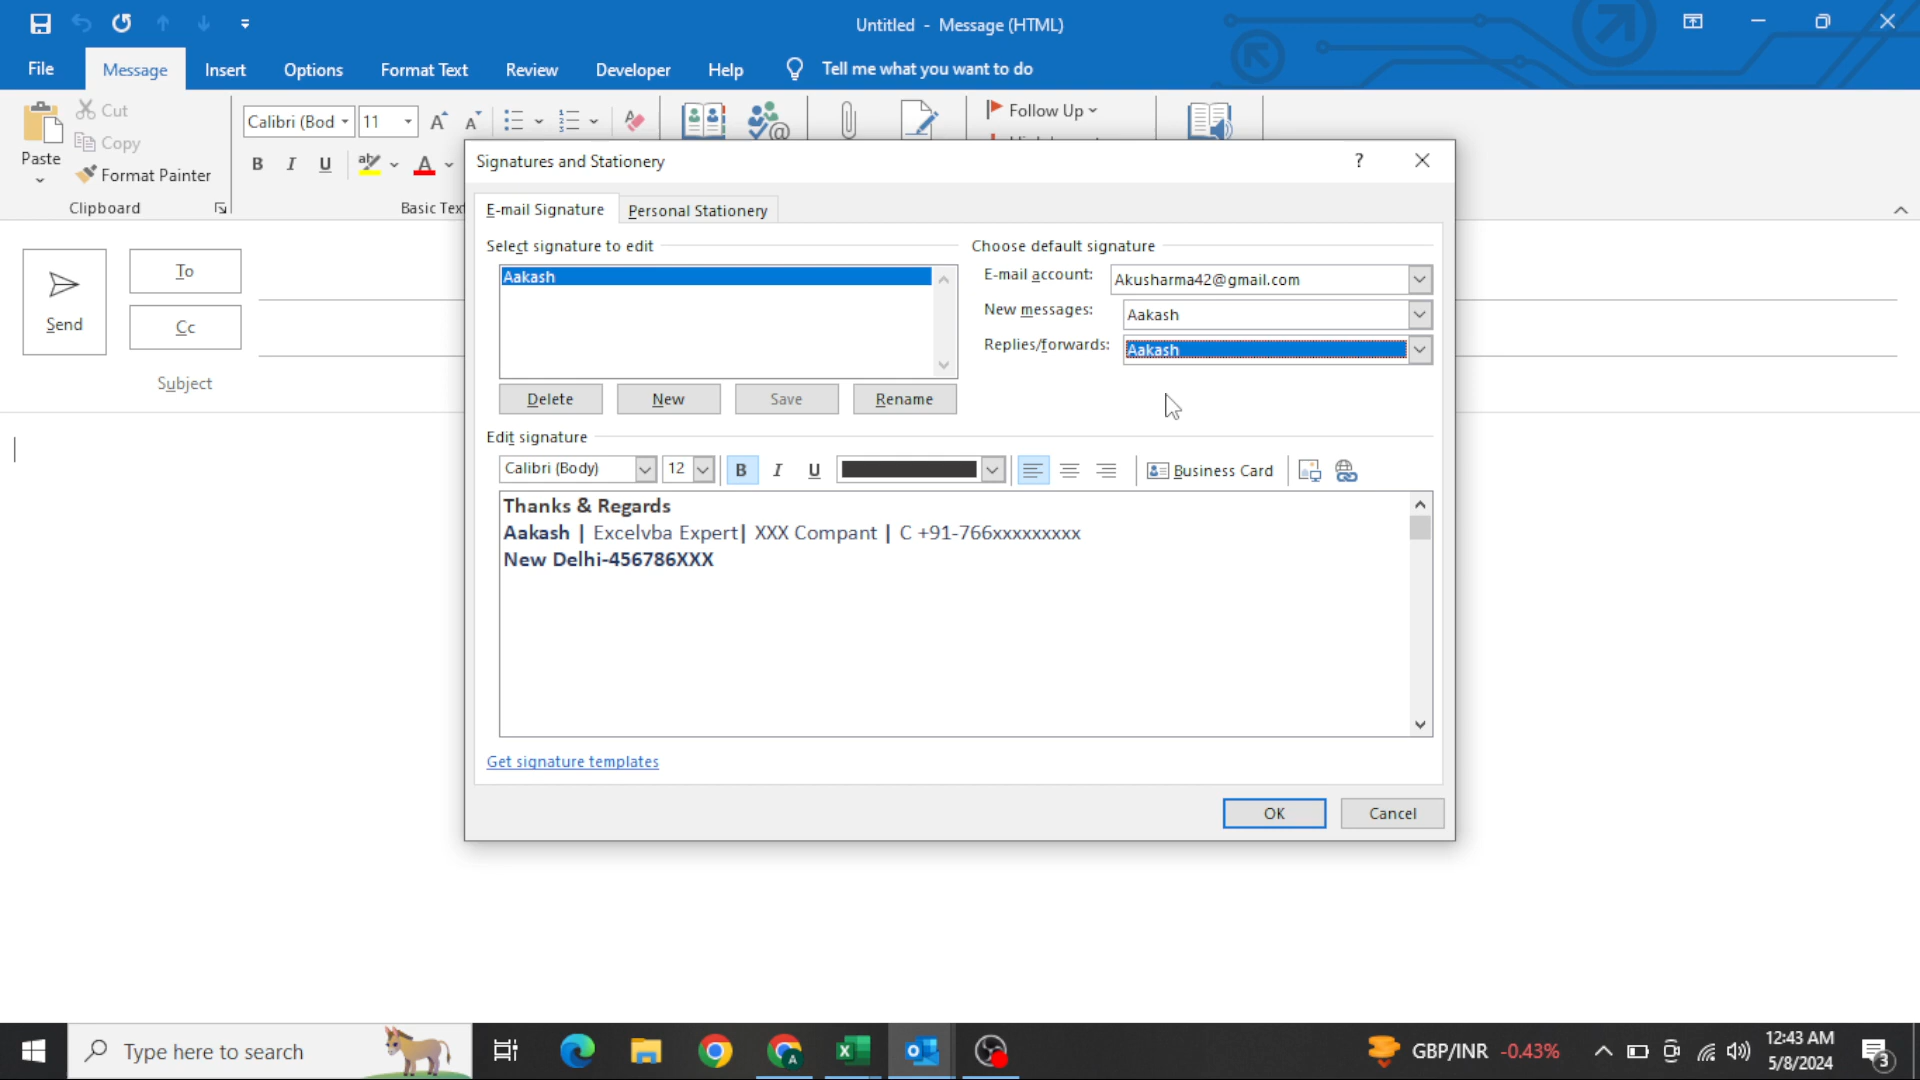 Untitled - Message (HTML)
File Message Insert Options Format Text Review Developer Help Tell me what you want to do
Cut
Calibri (Bod 11
Follow Up
Copy
Paste
Format Painter
B I U
Clipboard
Basic Text
Signatures and Stationery
? 
E-mail Signature Personal Stationery
Select signature to edit
Choose default signature
Aakash
E-mail account: Akusharma42@gmail.com
New messages: Aakash
Replies/forwards: Aakash
Delete New Save Rename
To
Send
Cc
Subject
Edit signature
Calibri (Body) 12 B I U Business Card
Thanks & Regards
Aakash | Excelvba Expert| XXX Compant | C +91-766xxxxxxxxx
New Delhi-456786XXX
Get signature templates
OK Cancel
Type here to search
GBP/INR -0.43%
12:43 AM
5/8/2024
3